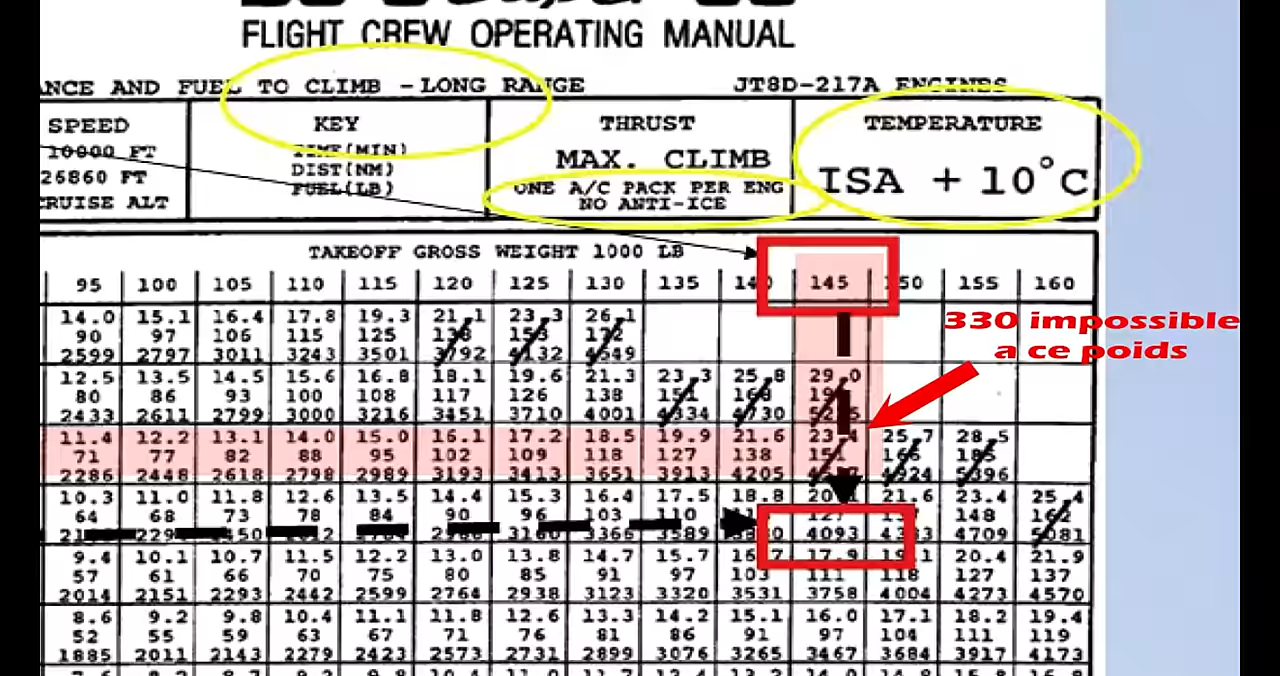 FLIGHT CREW OPERATING MANUAL
ANCE AND FUEL TO CLIMB - LONG RANGE JT8D-217A ENGINES
SPEED KEY THRUST TEMPERATURE
10000 FT TIME(MIN) MAX. CLIMB ISA + 10°C
26860 FT DIST(NM) ONE A/C PACK PER ENG
CRUISE ALT FUEL(LB) NO ANTI-ICE
TAKEOFF GROSS WEIGHT 1000 LB
95 100 105 110 115 120 125 130 135 140 145 150 155 160
330 impossible
a ce poids
14.0 15.1 16.4 17.8 19.3 21.1 23.3 26.1
90 97 106 115 125 138 153 172
2599 2797 3011 3243 3501 3792 4132 4549
12.5 13.5 14.5 15.6 16.8 18.1 19.6 21.3 23.3 25.8 29.0
80 86 93 100 108 117 126 138 151 168
2433 2611 2799 3000 3216 3451 3710 4001 4334 4730
11.4 12.2 13.1 14.0 15.0 16.1 17.2 18.5 19.9 21.6 23.4 25.7 28.5
71 77 82 88 95 102 109 118 127 138 151 166 185
2286 2448 2618 2798 2989 3193 3413 3651 3913 4205 4924 5396
10.3 11.0 11.8 12.6 13.5 14.4 15.3 16.4 17.5 18.8 21.6 23.4 25.4
64 68 73 78 84 90 96 103 110 127 148 162
3160 3366 3589 4093 4333 4709 5081
9.4 10.1 10.7 11.5 12.2 13.0 13.8 14.7 15.7 16.7 17.9 19.1 20.4 21.9
57 61 66 70 75 80 85 91 97 103 111 118 127 137
2014 2151 2293 2442 2599 2764 2938 3123 3320 3531 3758 4004 4273 4570
8.6 9.2 9.8 10.4 11.1 11.8 12.6 13.3 14.2 15.1 16.0 17.1 18.2 19.4
52 55 59 63 67 71 76 81 86 91 97 104 111 119
1885 2011 2143 2279 2423 2573 2731 2899 3076 3265 3467 3684 3917 4173